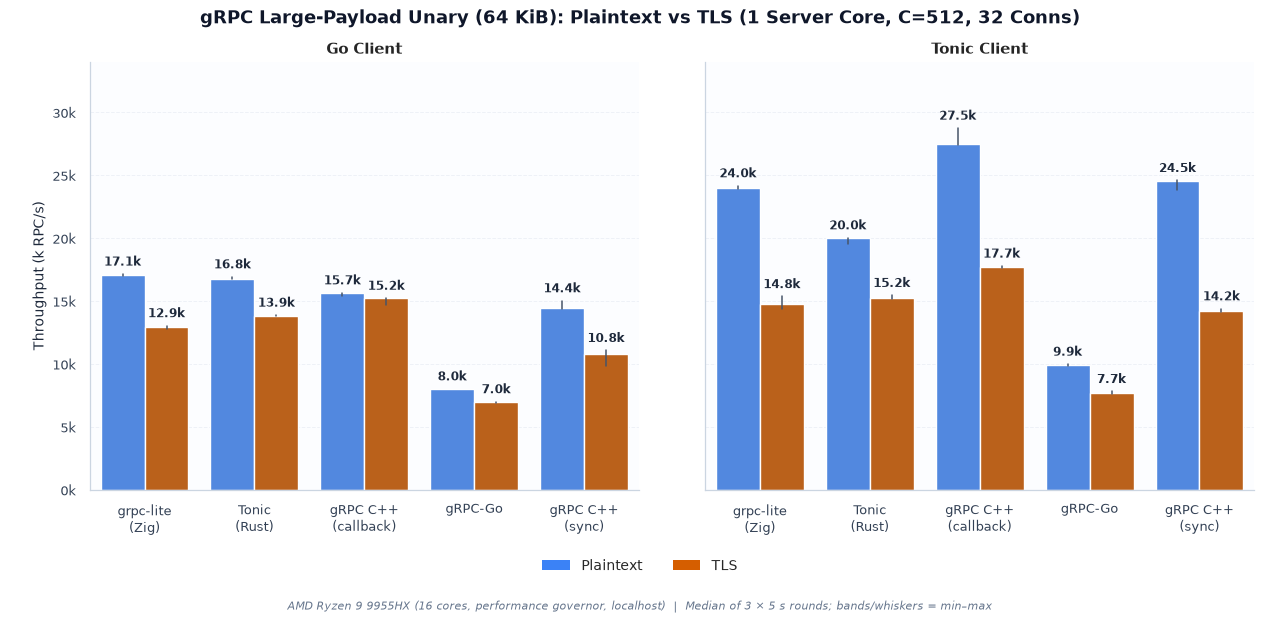 gRPC Large-Payload Unary (64 KiB): Plaintext vs TLS (1 Server Core, C=512, 32 Conns)
Go Client
Throughput (k RPC/s)
30k
25k
20k
15k
10k
5k
0k
17.1k
12.9k
16.8k
13.9k
15.7k
15.2k
8.0k
7.0k
14.4k
10.8k
grpc-lite
(Zig)
Tonic
(Rust)
gRPC C++
(callback)
gRPC-Go
gRPC C++
(sync)
Tonic Client
24.0k
14.8k
20.0k
15.2k
27.5k
17.7k
9.9k
7.7k
24.5k
14.2k
grpc-lite
(Zig)
Tonic
(Rust)
gRPC C++
(callback)
gRPC-Go
gRPC C++
(sync)
Plaintext
TLS
AMD Ryzen 9 9955HX (16 cores, performance governor, localhost) | Median of 3 × 5 s rounds; bands/whiskers = min–max